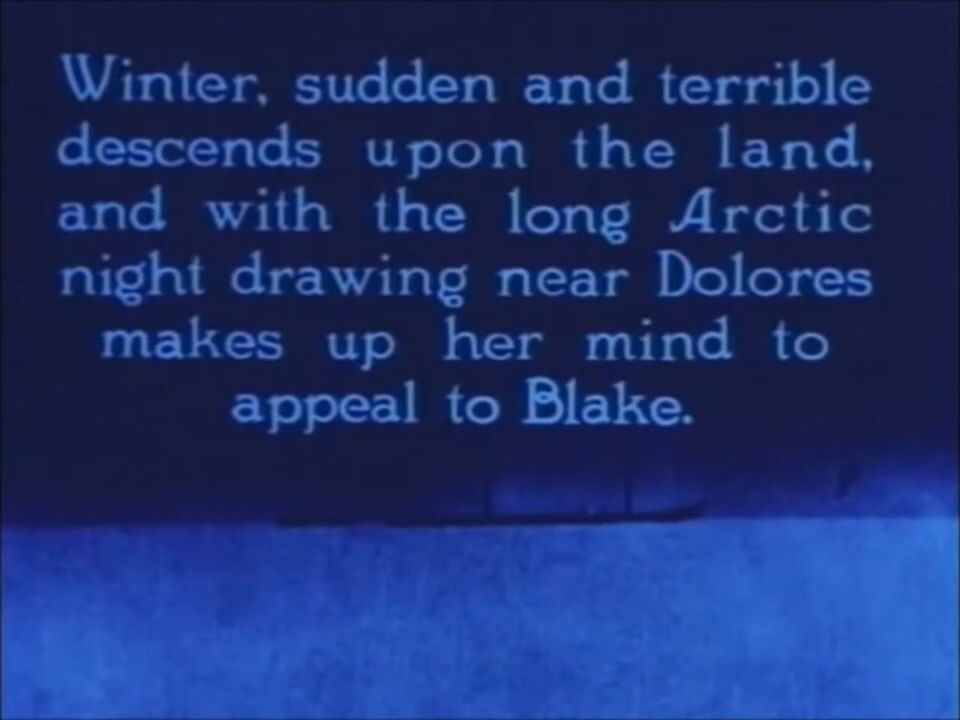 Winter, sudden and terrible
descends upon the land,
and with the long Arctic
night drawing near Dolores
makes up her mind to
appeal to Blake.